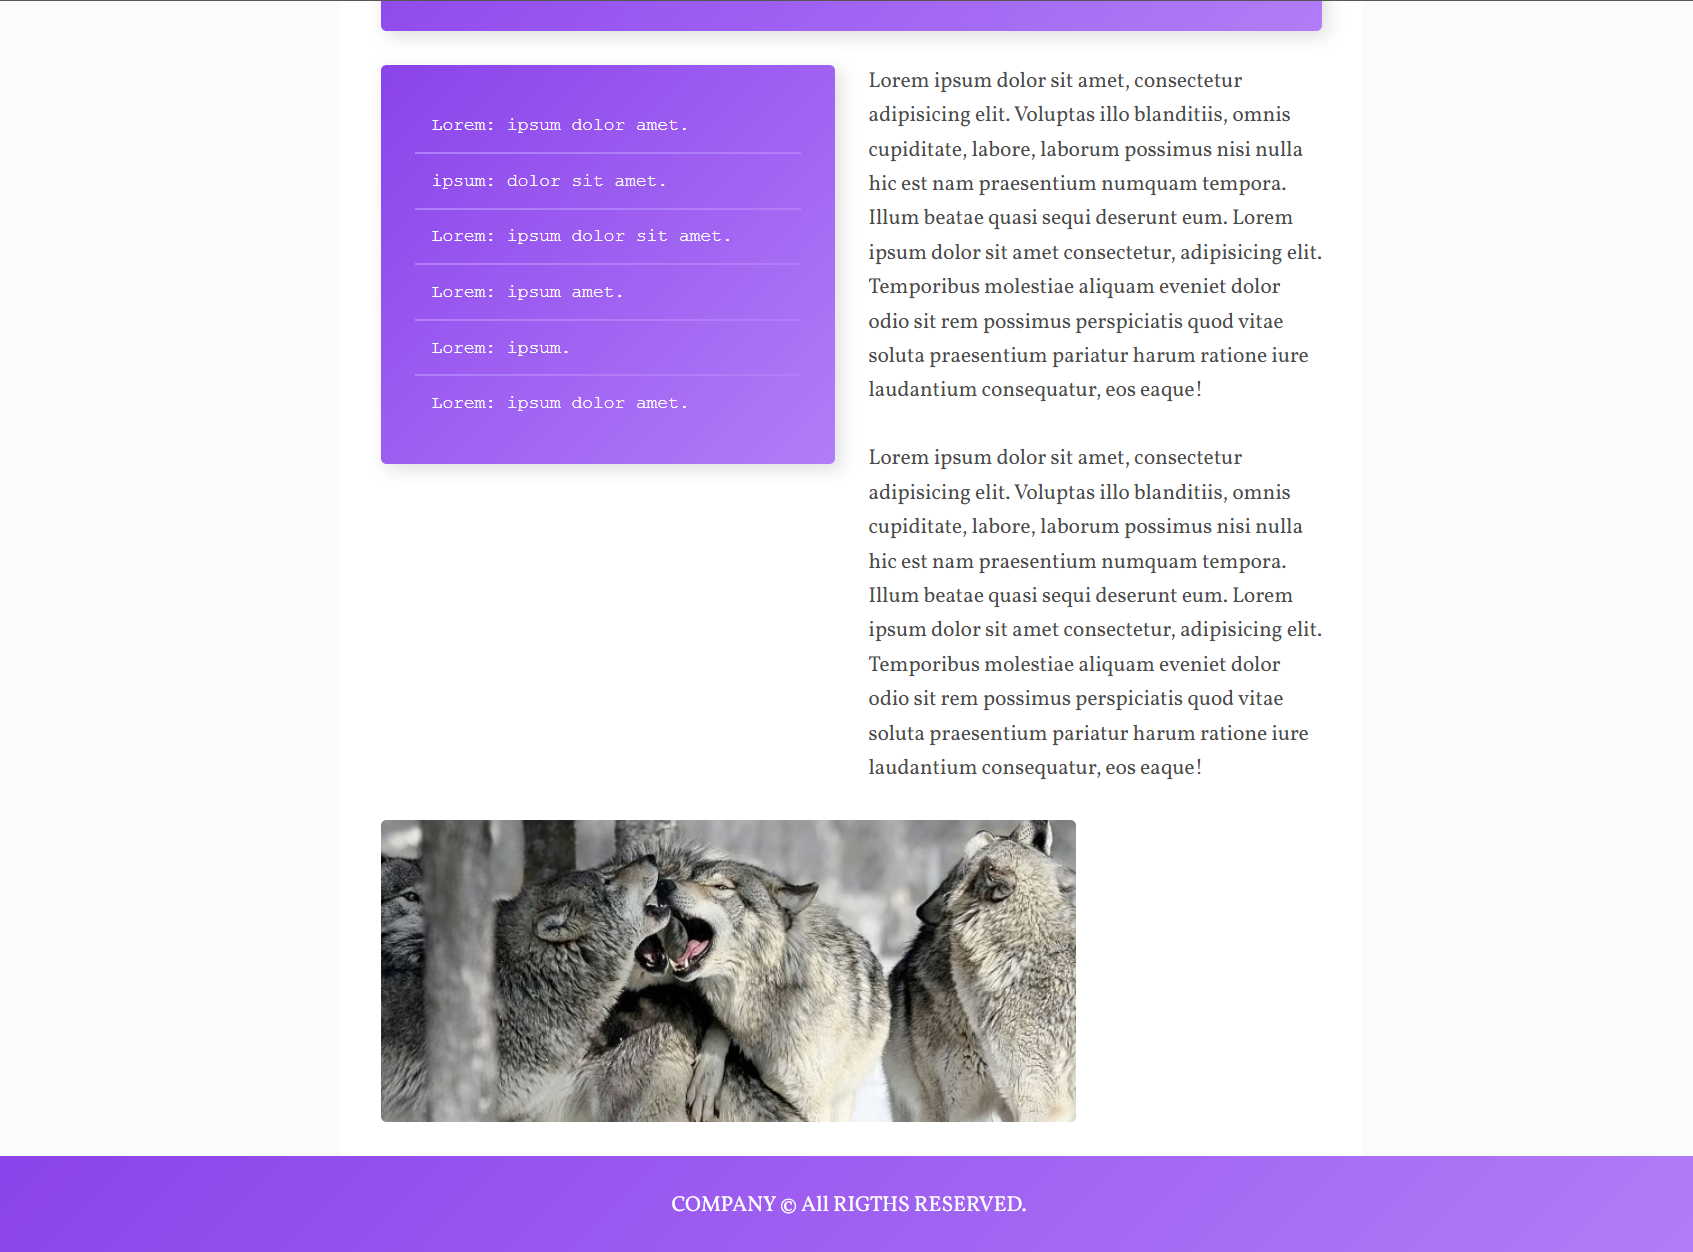 Lorem: ipsum dolor amet.
ipsum: dolor sit amet.
Lorem: ipsum dolor sit amet.
Lorem: ipsum amet.
Lorem: ipsum.
Lorem: ipsum dolor amet.
Lorem ipsum dolor sit amet, consectetur
adipisicing elit. Voluptas illo blanditiis, omnis
cupiditate, labore, laborum possimus nisi nulla
hic est nam praesentium numquam tempora.
Illum beatae quasi sequi deserunt eum. Lorem
ipsum dolor sit amet consectetur, adipisicing elit.
Temporibus molestiae aliquam eveniet dolor
odio sit rem possimus perspiciatis quod vitae
soluta praesentium pariatur harum ratione iure
laudantium consequatur, eos eaque!
Lorem ipsum dolor sit amet, consectetur
adipisicing elit. Voluptas illo blanditiis, omnis
cupiditate, labore, laborum possimus nisi nulla
hic est nam praesentium numquam tempora.
Illum beatae quasi sequi deserunt eum. Lorem
ipsum dolor sit amet consectetur, adipisicing elit.
Temporibus molestiae aliquam eveniet dolor
odio sit rem possimus perspiciatis quod vitae
soluta praesentium pariatur harum ratione iure
laudantium consequatur, eos eaque!
COMPANY © All RIGTHS RESERVED.